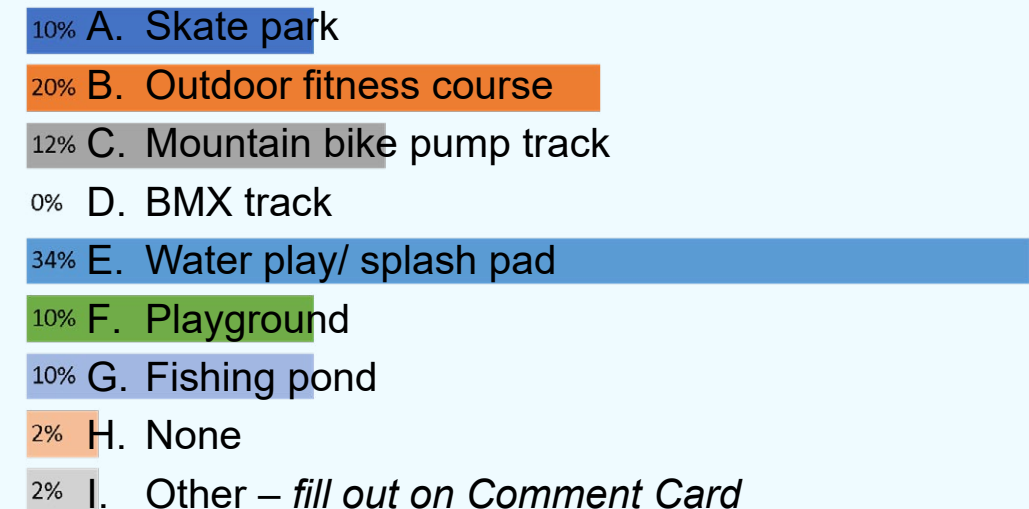 10% A. Skate park
20% B. Outdoor fitness course
12% C. Mountain bike pump track
0% D. BMX track
34% E. Water play/ splash pad
10% F. Playground
10% G. Fishing pond
2% H. None
2% I. Other – fill out on Comment Card